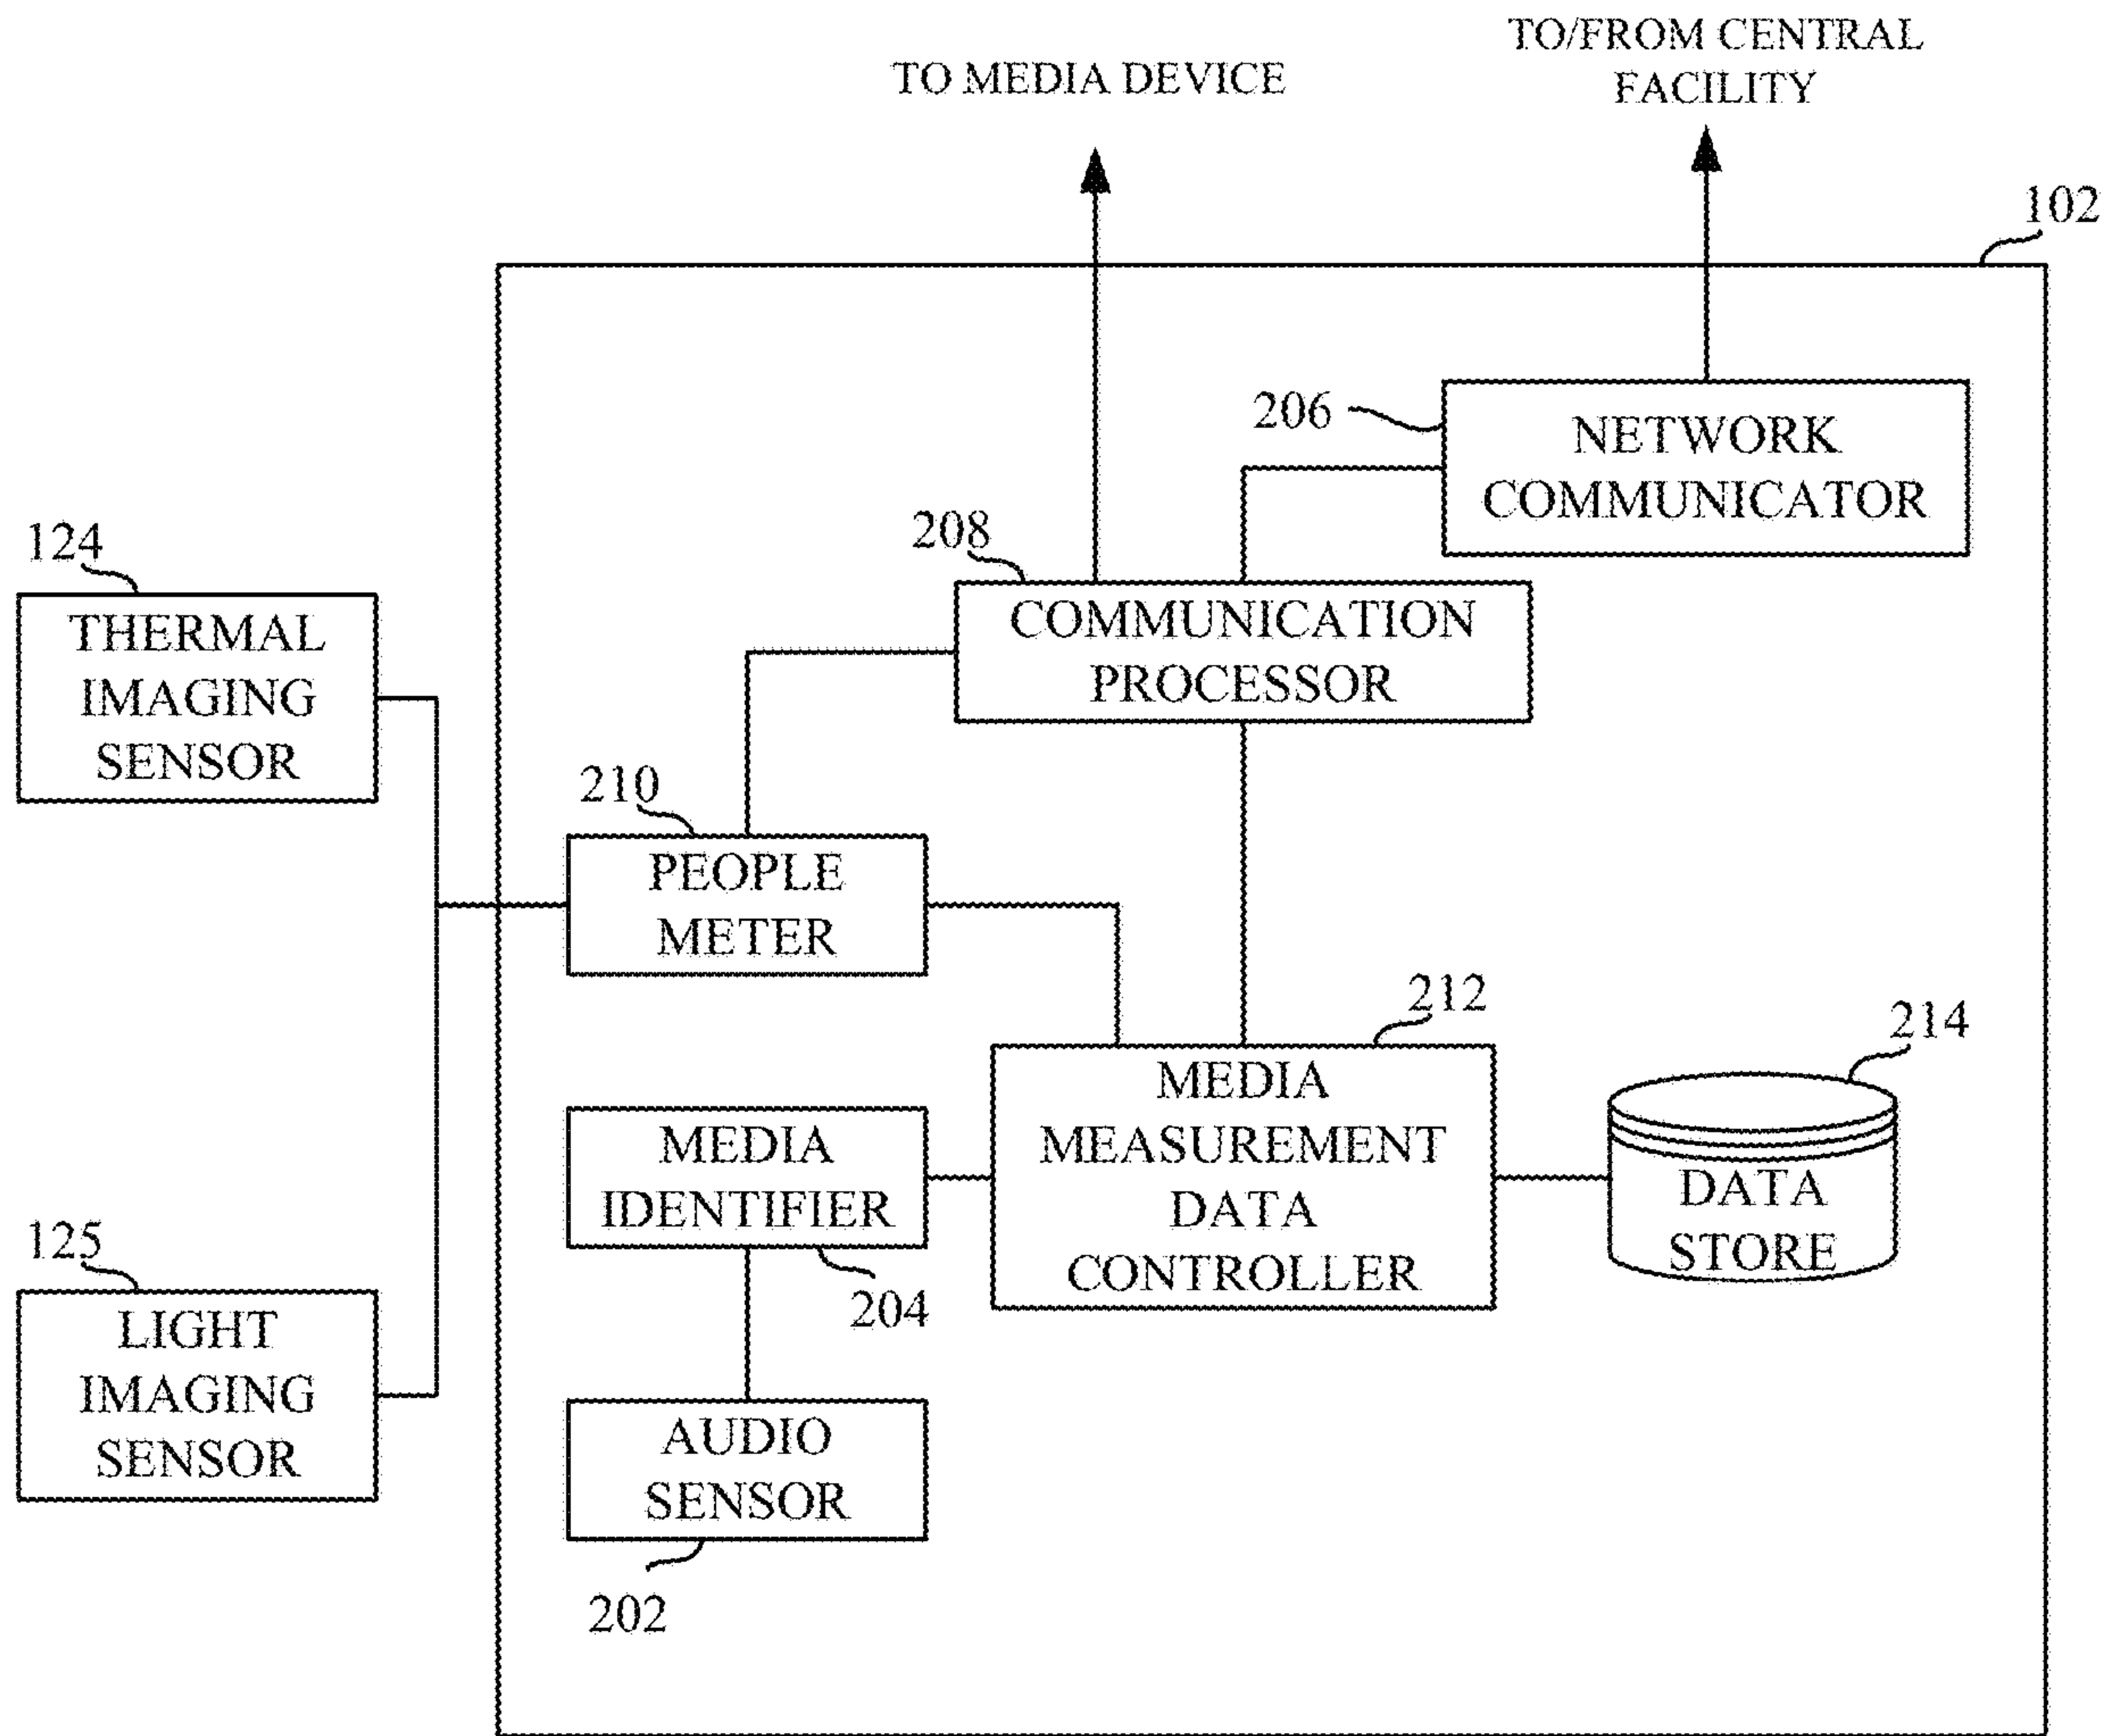 TO MEDIA DEVICE
TO/FROM CENTRAL
FACILITY
102
206
NETWORK
COMMUNICATOR
208
COMMUNICATION
PROCESSOR
124
THERMAL
IMAGING
SENSOR
210
PEOPLE
METER
212
MEDIA
MEASUREMENT
DATA
CONTROLLER
214
DATA
STORE
MEDIA
IDENTIFIER
204
125
LIGHT
IMAGING
SENSOR
AUDIO
SENSOR
202